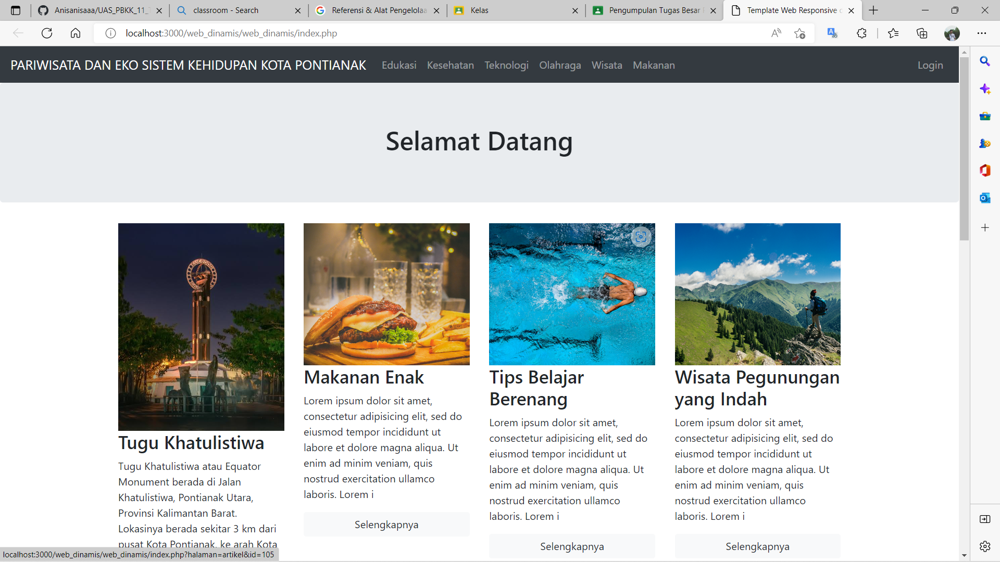 Anisanisaaa/UAS_PBKK_11_
classroom - Search
Referensi & Alat Pengelolaa
Kelas
Pengumpulan Tugas Besar
Template Web Responsive
localhost:3000/web_dinamis/web_dinamis/index.php
PARIWISATA DAN EKO SISTEM KEHIDUPAN KOTA PONTIANAK
Edukasi
Kesehatan
Teknologi
Olahraga
Wisata
Makanan
Login
Selamat Datang
Tugu Khatulistiwa
Tugu Khatulistiwa atau Equator
Monument berada di Jalan
Khatulistiwa, Pontianak Utara,
Provinsi Kalimantan Barat.
Lokasinya berada sekitar 3 km dari
pusat Kota Pontianak, ke arah Kota
Makanan Enak
Lorem ipsum dolor sit amet,
consectetur adipisicing elit, sed do
eiusmod tempor incididunt ut
labore et dolore magna aliqua. Ut
enim ad minim veniam, quis
nostrud exercitation ullamco
laboris. Lorem i
Selengkapnya
Tips Belajar
Berenang
Lorem ipsum dolor sit amet,
consectetur adipisicing elit, sed do
eiusmod tempor incididunt ut
labore et dolore magna aliqua. Ut
enim ad minim veniam, quis
nostrud exercitation ullamco
laboris. Lorem i
Selengkapnya
Wisata Pegunungan
yang Indah
Lorem ipsum dolor sit amet,
consectetur adipisicing elit, sed do
eiusmod tempor incididunt ut
labore et dolore magna aliqua. Ut
enim ad minim veniam, quis
nostrud exercitation ullamco
laboris. Lorem i
Selengkapnya
localhost:3000/web_dinamis/web_dinamis/index.php?halaman=artikel&id=105